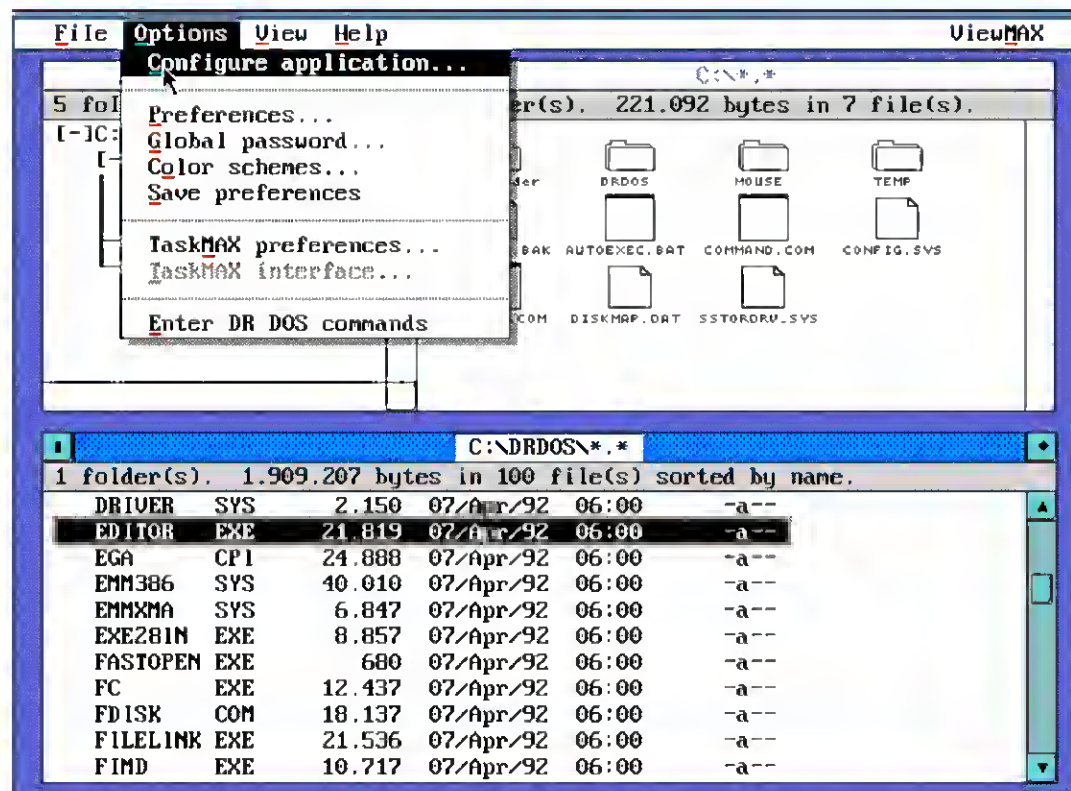 File Options View Help ViewMAX
Configure application...
C:\*.*
5 fol er(s). 221.092 bytes in 7 file(s).
Preferences...
[-]C:
Global password...
[-
Color schemes...
der DRDOS MOUSE TEMP
Save preferences
TaskMAX preferences...
BAK AUTOEXEC.BAT COMMAND.COM CONFIG.SYS
TaskMAX interface...
Enter DR DOS commands
COM DISKMAP.DAT SSTORDRV.SYS
C:\DRDOS\*.*
1 folder(s). 1.909.207 bytes in 100 file(s) sorted by name.
DRIVER SYS 2.150 07/Apr/92 06:00 -a--
EDITOR EXE 21.819 07/Apr/92 06:00 -a--
EGA CPI 24.888 07/Apr/92 06:00 -a--
EMM386 SYS 40.010 07/Apr/92 06:00 -a--
EMMXMA SYS 6.847 07/Apr/92 06:00 -a--
EXE2BIN EXE 8.857 07/Apr/92 06:00 -a--
FASTOPEN EXE 680 07/Apr/92 06:00 -a--
FC EXE 12.437 07/Apr/92 06:00 -a--
FDISK COM 18.137 07/Apr/92 06:00 -a--
FILELINK EXE 21.536 07/Apr/92 06:00 -a--
FIND EXE 10.717 07/Apr/92 06:00 -a--